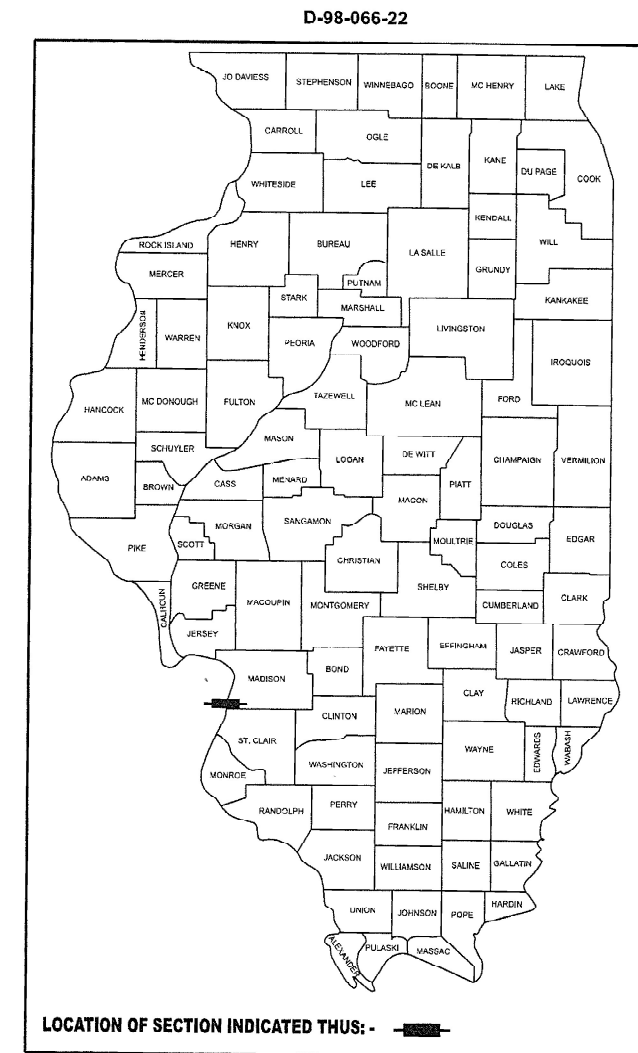 D-98-066-22
JO DAVIESS STEPHENSON WINNEBAGO BOONE MC HENRY LAKE
CARROLL OGLE DE KALB KANE DU PAGE COOK
WHITESIDE LEE
KENDALL
ROCK ISLAND HENRY BUREAU LA SALLE WILL
MERCER PUTNAM GRUNDY
STARK MARSHALL KANKAKEE
HENDERSON WARREN KNOX PEORIA WOODFORD LIVINGSTON IROQUOIS
HANCOCK MC DONOUGH FULTON TAZEWELL MC LEAN FORD
SCHUYLER MASON
ADAMS BROWN CASS MENARD LOGAN DE WITT PIATT CHAMPAIGN VERMILION
MACON
PIKE SCOTT MORGAN SANGAMON MOULTRIE DOUGLAS EDGAR
CHRISTIAN COLES
CALHOUN GREENE MACOUPIN MONTGOMERY SHELBY CUMBERLAND CLARK
JERSEY
FAYETTE EFFINGHAM JASPER CRAWFORD
MADISON BOND
CLAY RICHLAND LAWRENCE
CLINTON MARION
ST. CLAIR WAYNE EDWARDS WABASH
MONROE WASHINGTON JEFFERSON
RANDOLPH PERRY HAMILTON WHITE
FRANKLIN
JACKSON WILLIAMSON SALINE GALLATIN
UNION JOHNSON POPE HARDIN
ALEXANDER PULASKI MASSAC
LOCATION OF SECTION INDICATED THUS: -